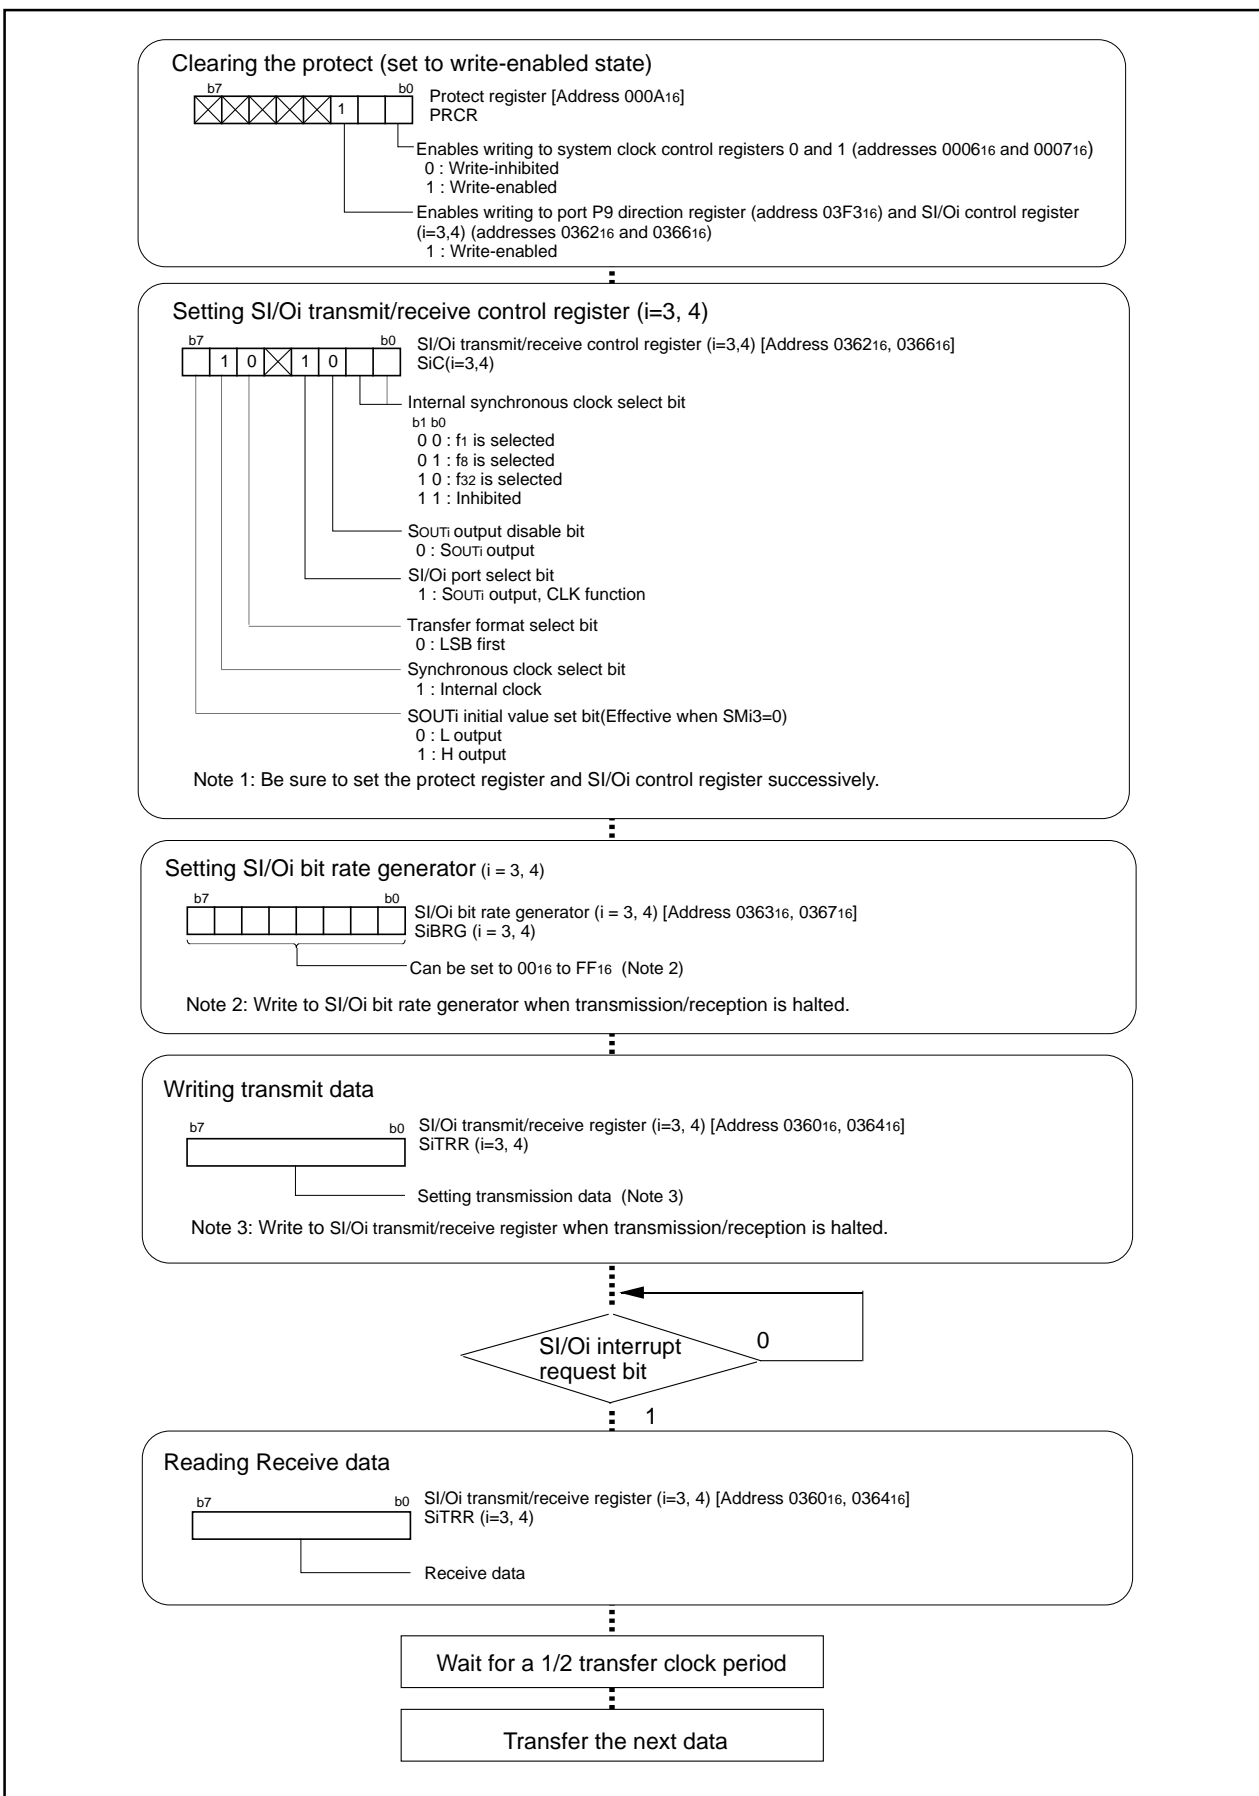 Clearing the protect (set to write-enabled state)
b7 b0
1
Protect register [Address 000A16]
PRCR
Enables writing to system clock control registers 0 and 1 (addresses 000616 and 000716)
0 : Write-inhibited
1 : Write-enabled
Enables writing to port P9 direction register (address 03F316) and SI/Oi control register
(i=3,4) (addresses 036216 and 036616)
1 : Write-enabled
Setting SI/Oi transmit/receive control register (i=3, 4)
b7 b0
1 0 1 0
SI/Oi transmit/receive control register (i=3,4) [Address 036216, 036616]
SiC(i=3,4)
Internal synchronous clock select bit
b1 b0
0 0 : f1 is selected
0 1 : f8 is selected
1 0 : f32 is selected
1 1 : Inhibited
SOUTi output disable bit
0 : SOUTi output
SI/Oi port select bit
1 : SOUTi output, CLK function
Transfer format select bit
0 : LSB first
Synchronous clock select bit
1 : Internal clock
SOUTi initial value set bit(Effective when SMi3=0)
0 : L output
1 : H output
Note 1: Be sure to set the protect register and SI/Oi control register successively.
Setting SI/Oi bit rate generator (i = 3, 4)
b7 b0
SI/Oi bit rate generator (i = 3, 4) [Address 036316, 036716]
SiBRG (i = 3, 4)
Can be set to 0016 to FF16 (Note 2)
Note 2: Write to SI/Oi bit rate generator when transmission/reception is halted.
Writing transmit data
b7 b0
SI/Oi transmit/receive register (i=3, 4) [Address 036016, 036416]
SiTRR (i=3, 4)
Setting transmission data (Note 3)
Note 3: Write to SI/Oi transmit/receive register when transmission/reception is halted.
SI/Oi interrupt
request bit
0
1
Reading Receive data
b7 b0
SI/Oi transmit/receive register (i=3, 4) [Address 036016, 036416]
SiTRR (i=3, 4)
Receive data
Wait for a 1/2 transfer clock period
Transfer the next data